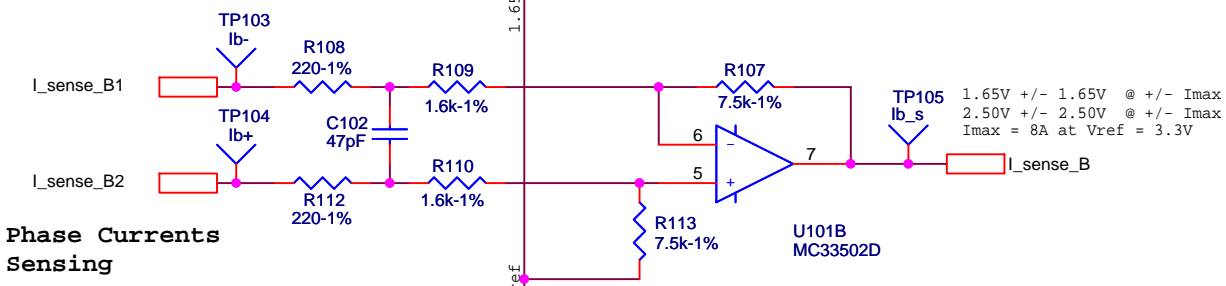 1.65
TP103
Ib-
I_sense_B1
R108
220-1%
R109
1.6k-1%
R107
7.5k-1%
TP104
Ib+
C102
47pF
6
7
TP105
Ib_s
1.65V +/- 1.65V @ +/- Imax
2.50V +/- 2.50V @ +/- Imax
Imax = 8A at Vref = 3.3V
I_sense_B
I_sense_B2
R112
220-1%
R110
1.6k-1%
5
R113
7.5k-1%
U101B
MC33502D
Phase Currents
Sensing
ref